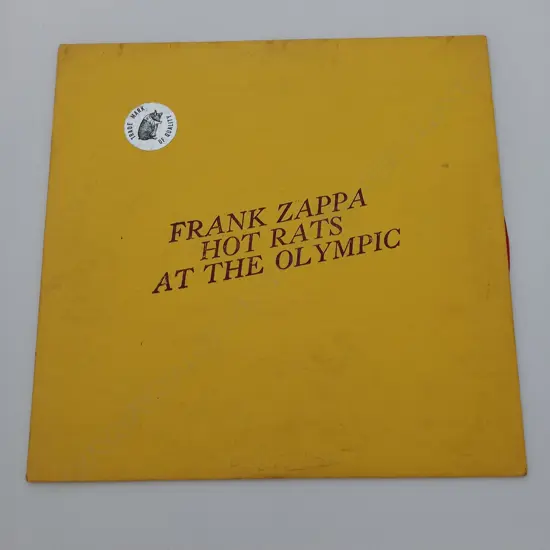 TRADE MARK
OF QUALITY
FRANK ZAPPA
HOT RATS
AT THE OLYMPIC